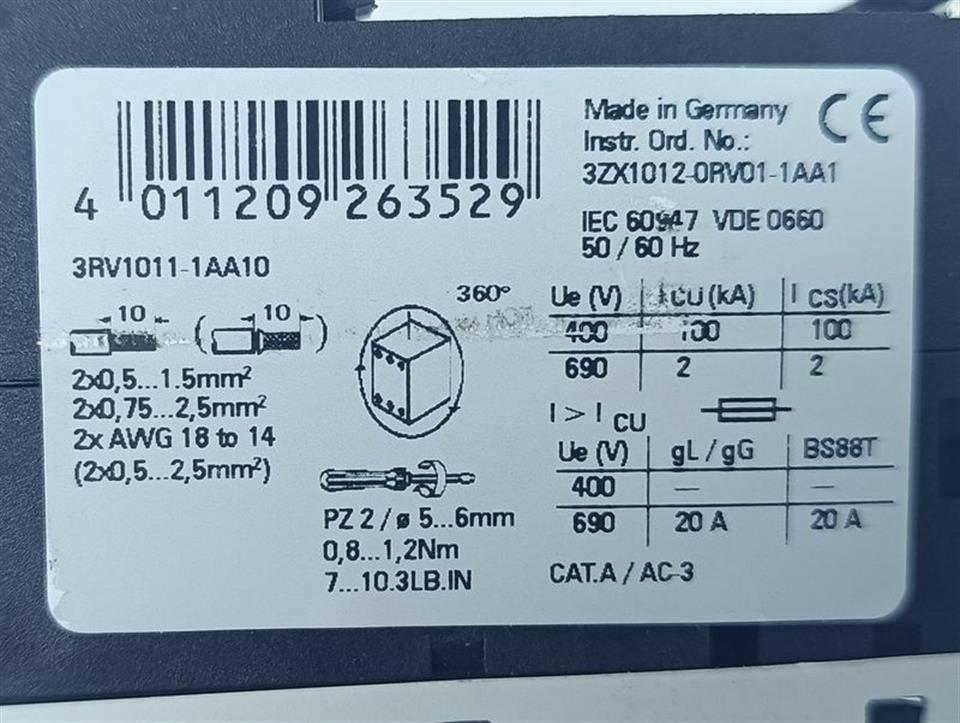 4 011209 263529
3RV1011-1AA10
10 ( 10 )
2x0,5...1.5mm²
2x0,75...2,5mm²
2x AWG 18 to 14
(2x0,5...2,5mm²)
360°
PZ 2 / ø 5...6mm
0,8...1,2Nm
7...10.3LB.IN
Made in Germany
Instr. Ord. No.:
3ZX1012-0RV01-1AA1
CE
IEC 60947 VDE 0660
50 / 60 Hz
Ue (V) I CU (kA) I CS(kA)
400 100 100
690 2 2
I > I CU
Ue (V) gL / gG BS88T
400 — —
690 20 A 20 A
CAT.A / AC-3